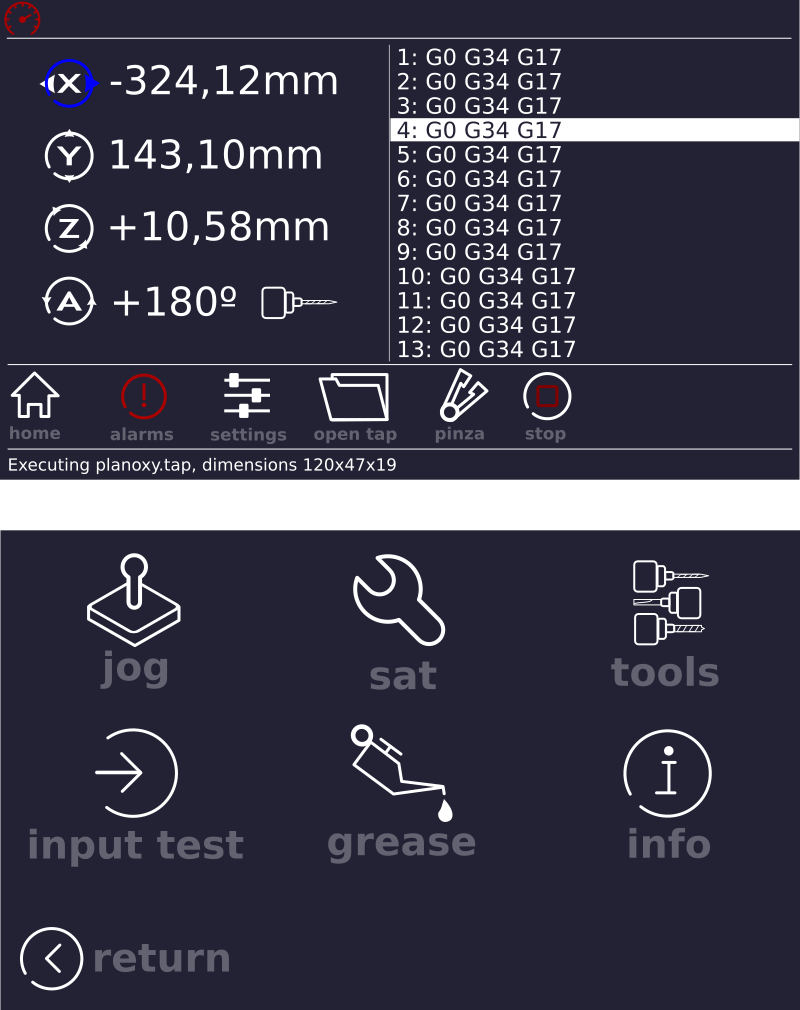 X -324,12mm
Y 143,10mm
Z +10,58mm
A +180º
1: G0 G34 G17
2: G0 G34 G17
3: G0 G34 G17
4: G0 G34 G17
5: G0 G34 G17
6: G0 G34 G17
7: G0 G34 G17
8: G0 G34 G17
9: G0 G34 G17
10: G0 G34 G17
11: G0 G34 G17
12: G0 G34 G17
13: G0 G34 G17
home alarms settings open tap pinza stop
Executing planoxy.tap, dimensions 120x47x19
jog sat tools
input test grease info
return